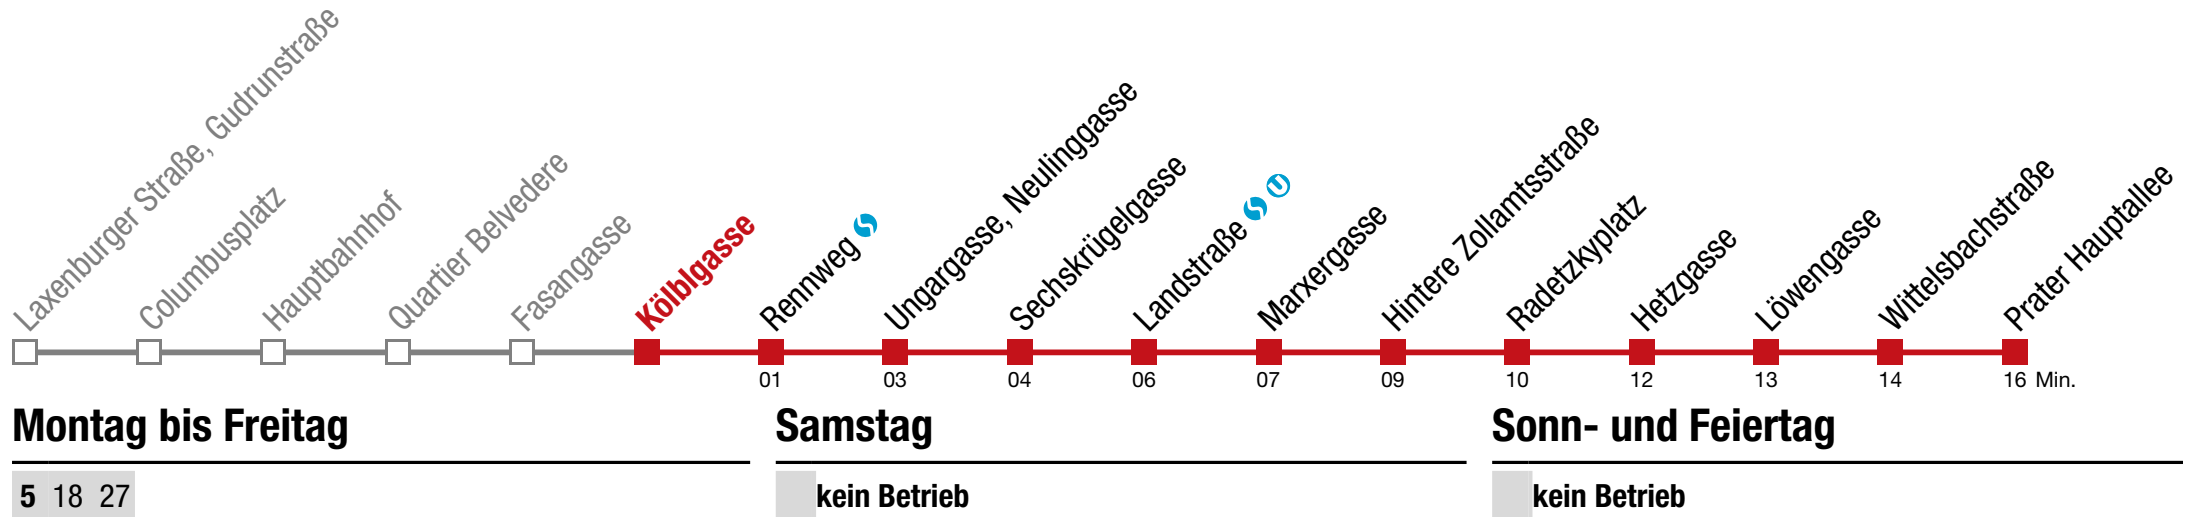 Laxenburger Straße, Gudrunstraße
Columbusplatz
Hauptbahnhof
Quartier Belvedere
Fasangasse
Kölblgasse
Rennweg S
Ungargasse, Neulinggasse
Sechskrügelgasse
Landstraße S U
Marxergasse
Hintere Zollamtsstraße
Radetzkyplatz
Hetzgasse
Löwengasse
Wittelsbachstraße
Prater Hauptallee
01 03 04 06 07 09 10 12 13 14 16 Min.
Montag bis Freitag
5 18 27
Samstag
kein Betrieb
Sonn- und Feiertag
kein Betrieb